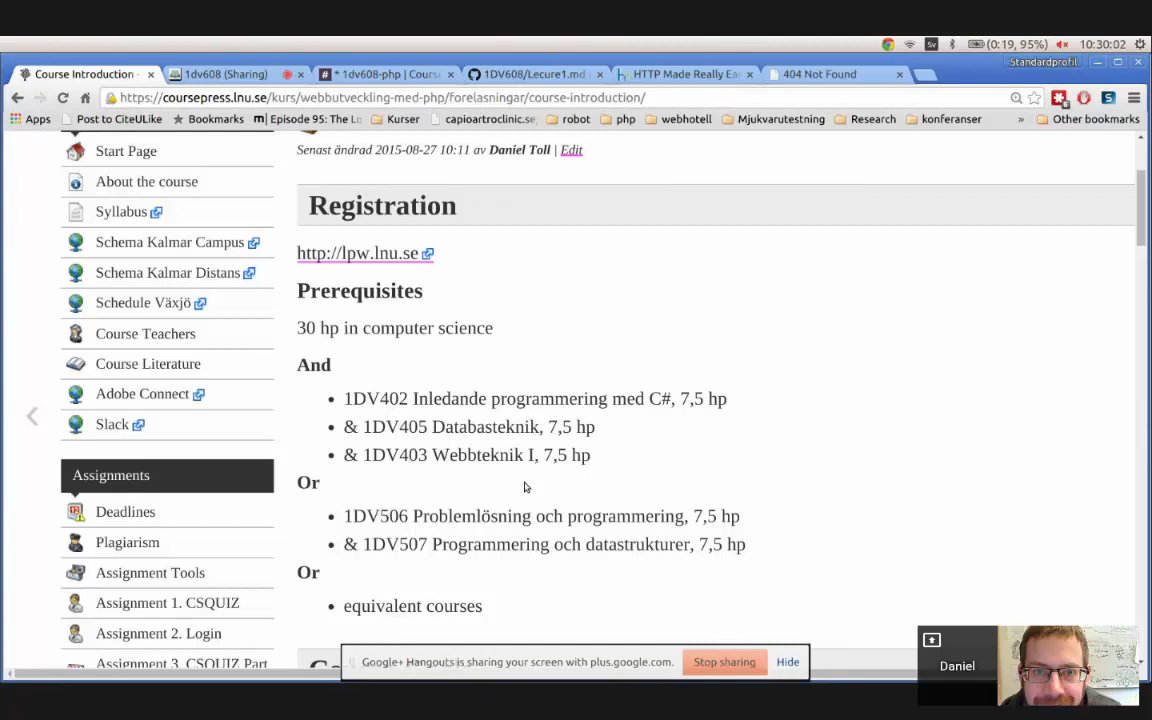 (0:19, 95%) 10:30:02
Standardprofil
Course Introduction - 1dv608 (Sharing) * 1dv608-php | Cours 1DV608/Lecure1.md HTTP Made Really Ea 404 Not Found
https://coursepress.lnu.se/kurs/webbutveckling-med-php/forelasningar/course-introduction/
Apps Post to CiteULike Bookmarks Episode 95: The Lo Kurser capioartroclinic.se, robot php webhotell Mjukvarutestning Research konferanser » Other bookmarks
Start Page
About the course
Syllabus
Schema Kalmar Campus
Schema Kalmar Distans
Schedule Växjö
Course Teachers
Course Literature
Adobe Connect
Slack
Assignments
Deadlines
Plagiarism
Assignment Tools
Assignment 1. CSQUIZ
Assignment 2. Login
Assignment 3. CSQUIZ Part
Senast ändrad 2015-08-27 10:11 av Daniel Toll | Edit
Registration
http://lpw.lnu.se
Prerequisites
30 hp in computer science
And
• 1DV402 Inledande programmering med C#, 7,5 hp
• & 1DV405 Databasteknik, 7,5 hp
• & 1DV403 Webbteknik I, 7,5 hp
Or
• 1DV506 Problemlösning och programmering, 7,5 hp
• & 1DV507 Programmering och datastrukturer, 7,5 hp
Or
• equivalent courses
Google+ Hangouts is sharing your screen with plus.google.com. Stop sharing Hide
Daniel